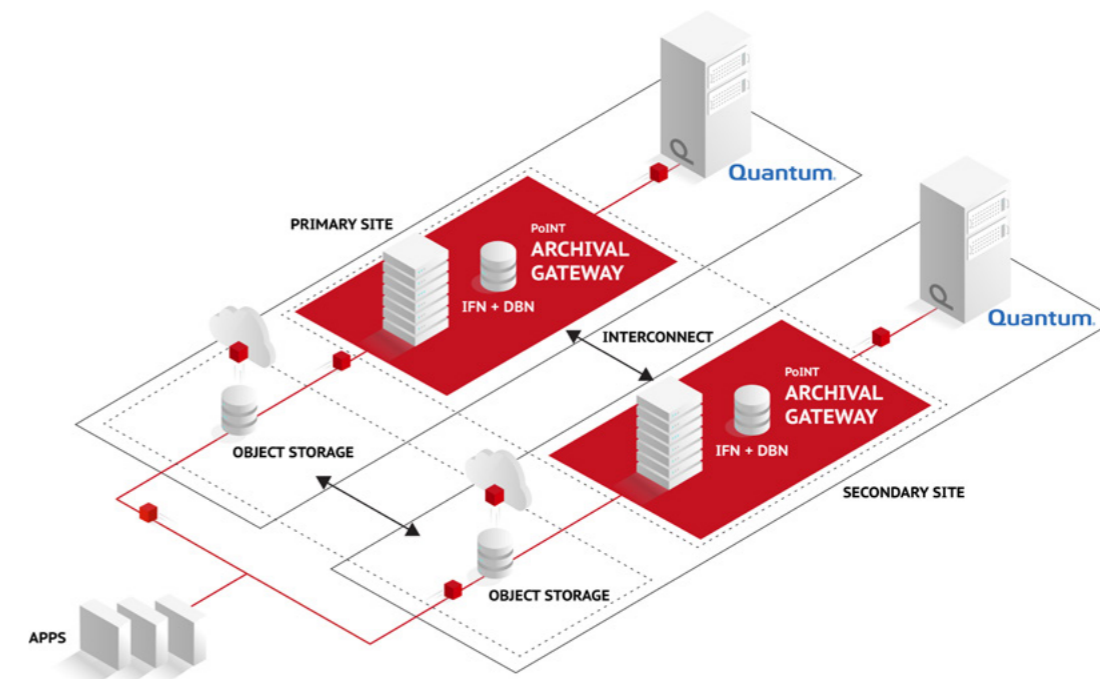 Quantum.
PRIMARY SITE
PoINT
ARCHIVAL
GATEWAY
IFN + DBN
Quantum.
INTERCONNECT
PoINT
ARCHIVAL
GATEWAY
IFN + DBN
OBJECT STORAGE
SECONDARY SITE
OBJECT STORAGE
APPS